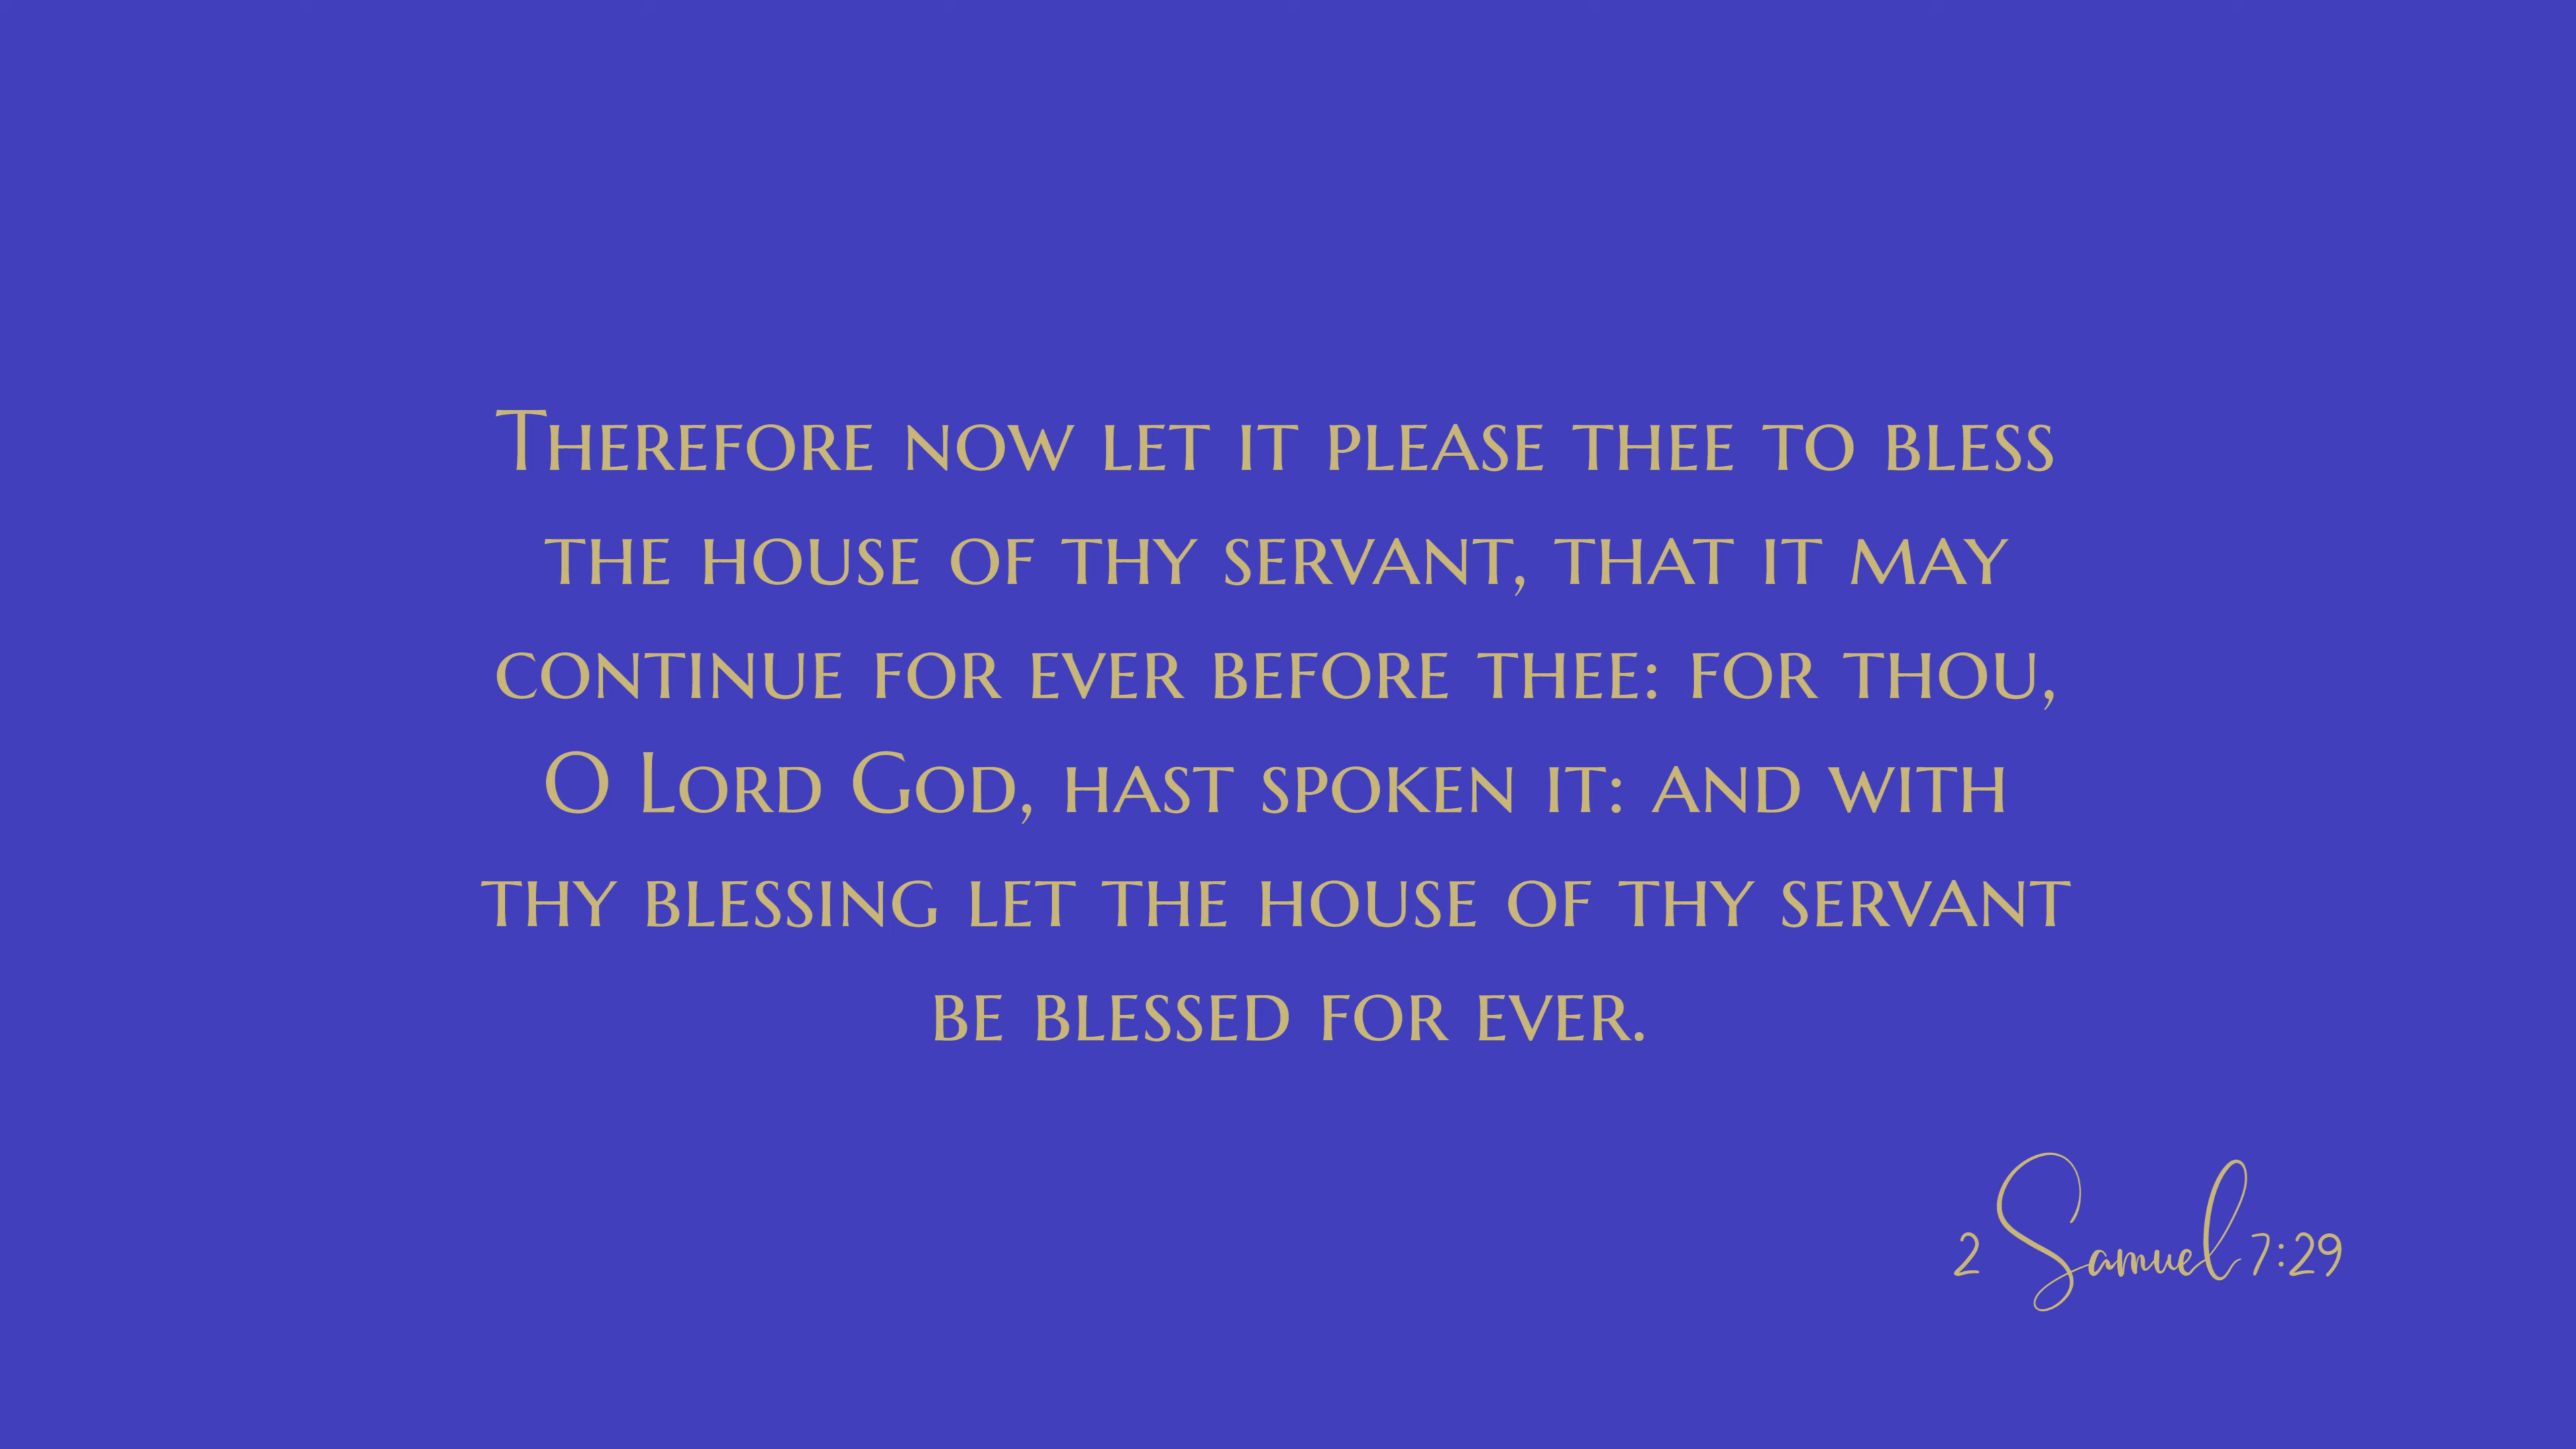 Therefore now let it please thee to bless
the house of thy servant, that it may
continue for ever before thee: for thou,
O Lord God, hast spoken it: and with
thy blessing let the house of thy servant
be blessed for ever.
2 Samuel 7:29